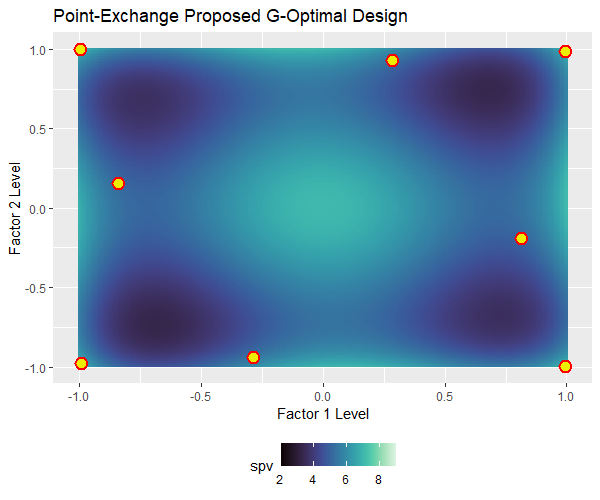 Point-Exchange Proposed G-Optimal Design
1.0
0.5
0.0
-0.5
-1.0
Factor 2 Level
-1.0 -0.5 0.0 0.5 1.0
Factor 1 Level
spv
2 4 6 8